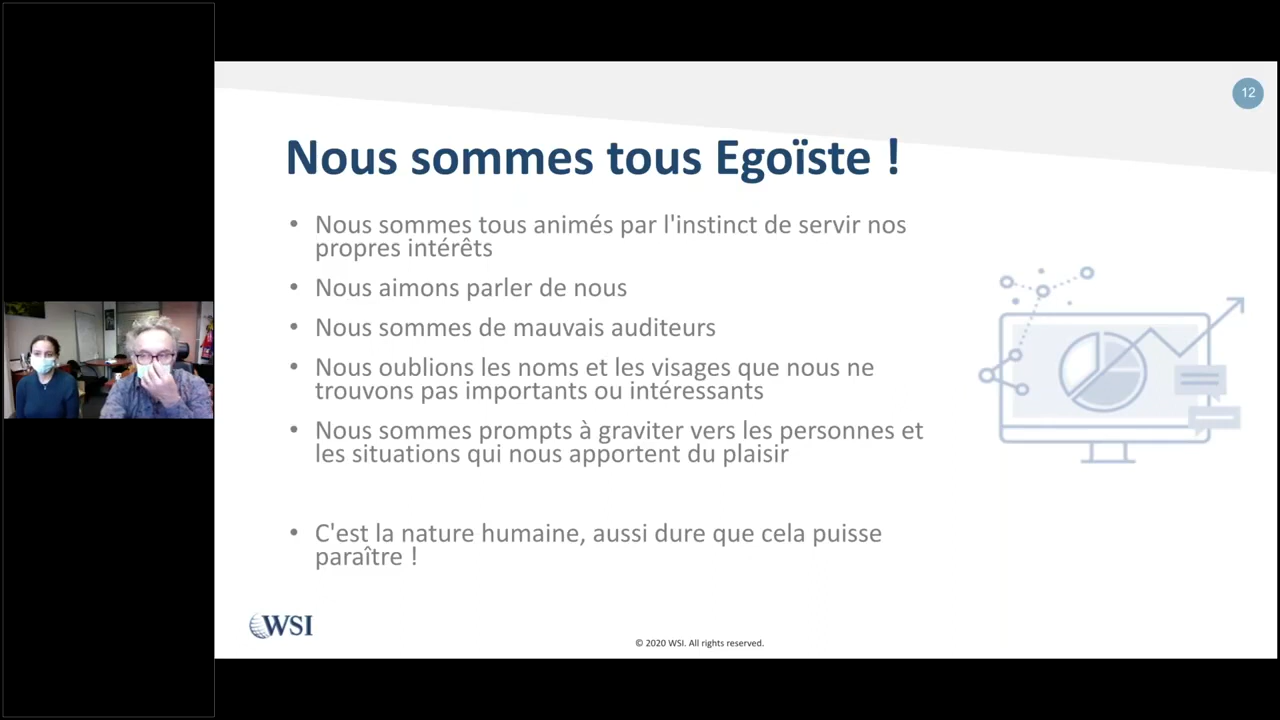 12
Nous sommes tous Egoïste !
• Nous sommes tous animés par l'instinct de servir nos
propres intérêts
• Nous aimons parler de nous
• Nous sommes de mauvais auditeurs
• Nous oublions les noms et les visages que nous ne
trouvons pas importants ou intéressants
• Nous sommes prompts à graviter vers les personnes et
les situations qui nous apportent du plaisir
• C'est la nature humaine, aussi dure que cela puisse
paraître !
WSI
© 2020 WSI. All rights reserved.